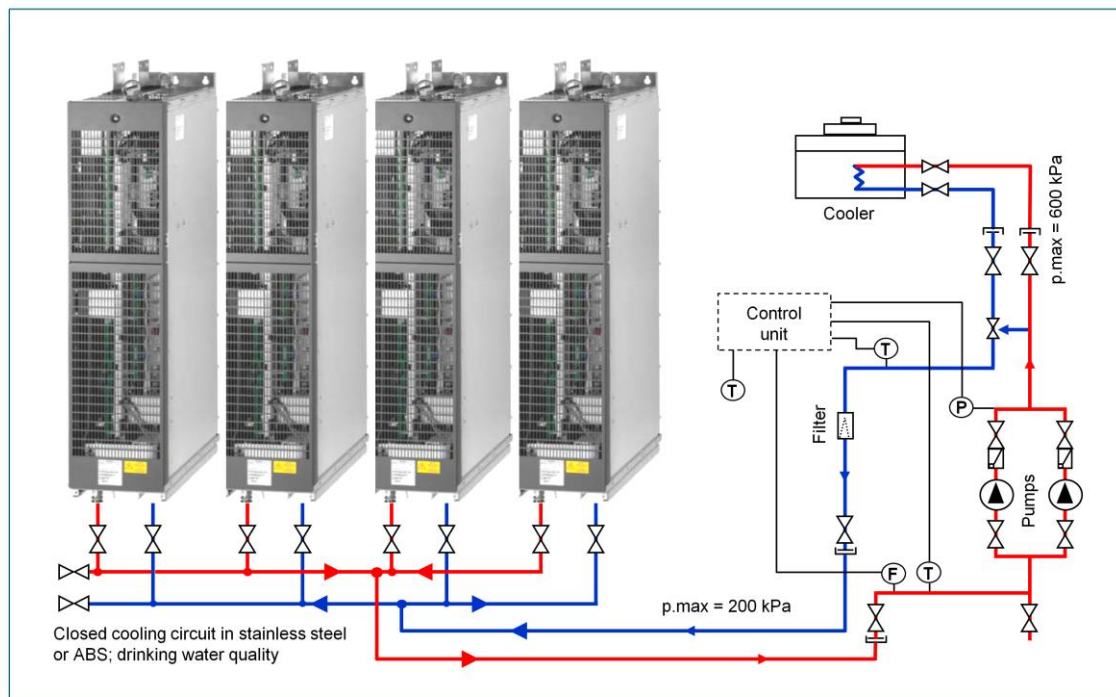 Cooler
p.max = 600 kPa
Control
unit
T
T
P
Filter
Pumps
F
T
p.max = 200 kPa
Closed cooling circuit in stainless steel
or ABS; drinking water quality